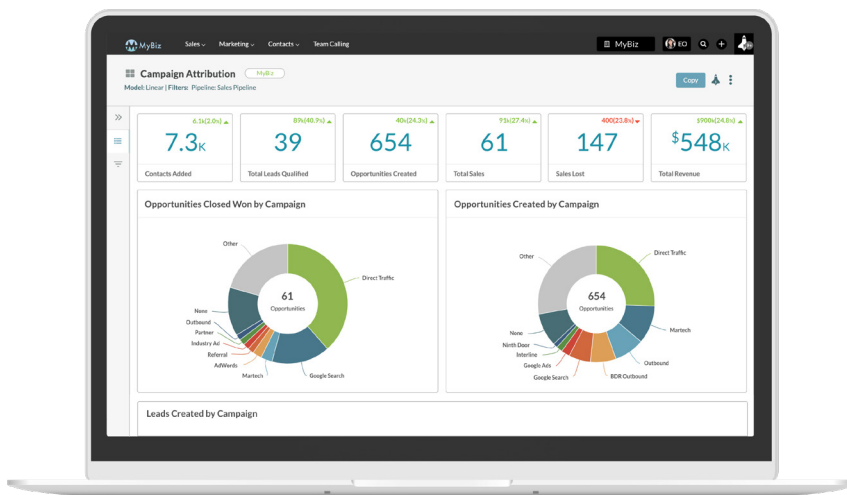 MyBiz
Sales
Marketing
Contacts
Team Calling
MyBiz
EO
Campaign Attribution
MyBiz
Model: Linear | Filters: Pipeline: Sales Pipeline
Copy
6.1k(2.0%)
7.3K
Contacts Added
89k(40.9%)
39
Total Leads Qualified
40k(24.3%)
654
Opportunities Created
91k(27.4%)
61
Total Sales
400(23.8%)
147
Sales Lost
$900k(24.8%)
$548K
Total Revenue
Opportunities Closed Won by Campaign
Other
Direct Traffic
61
Opportunities
None
Outbound
Partner
Industry Ad
Referral
AdWords
Martech
Google Search
Opportunities Created by Campaign
Other
Direct Traffic
654
Opportunities
None
Ninth Door
Interline
Google Ads
Google Search
BDR Outbound
Outbound
Martech
Leads Created by Campaign